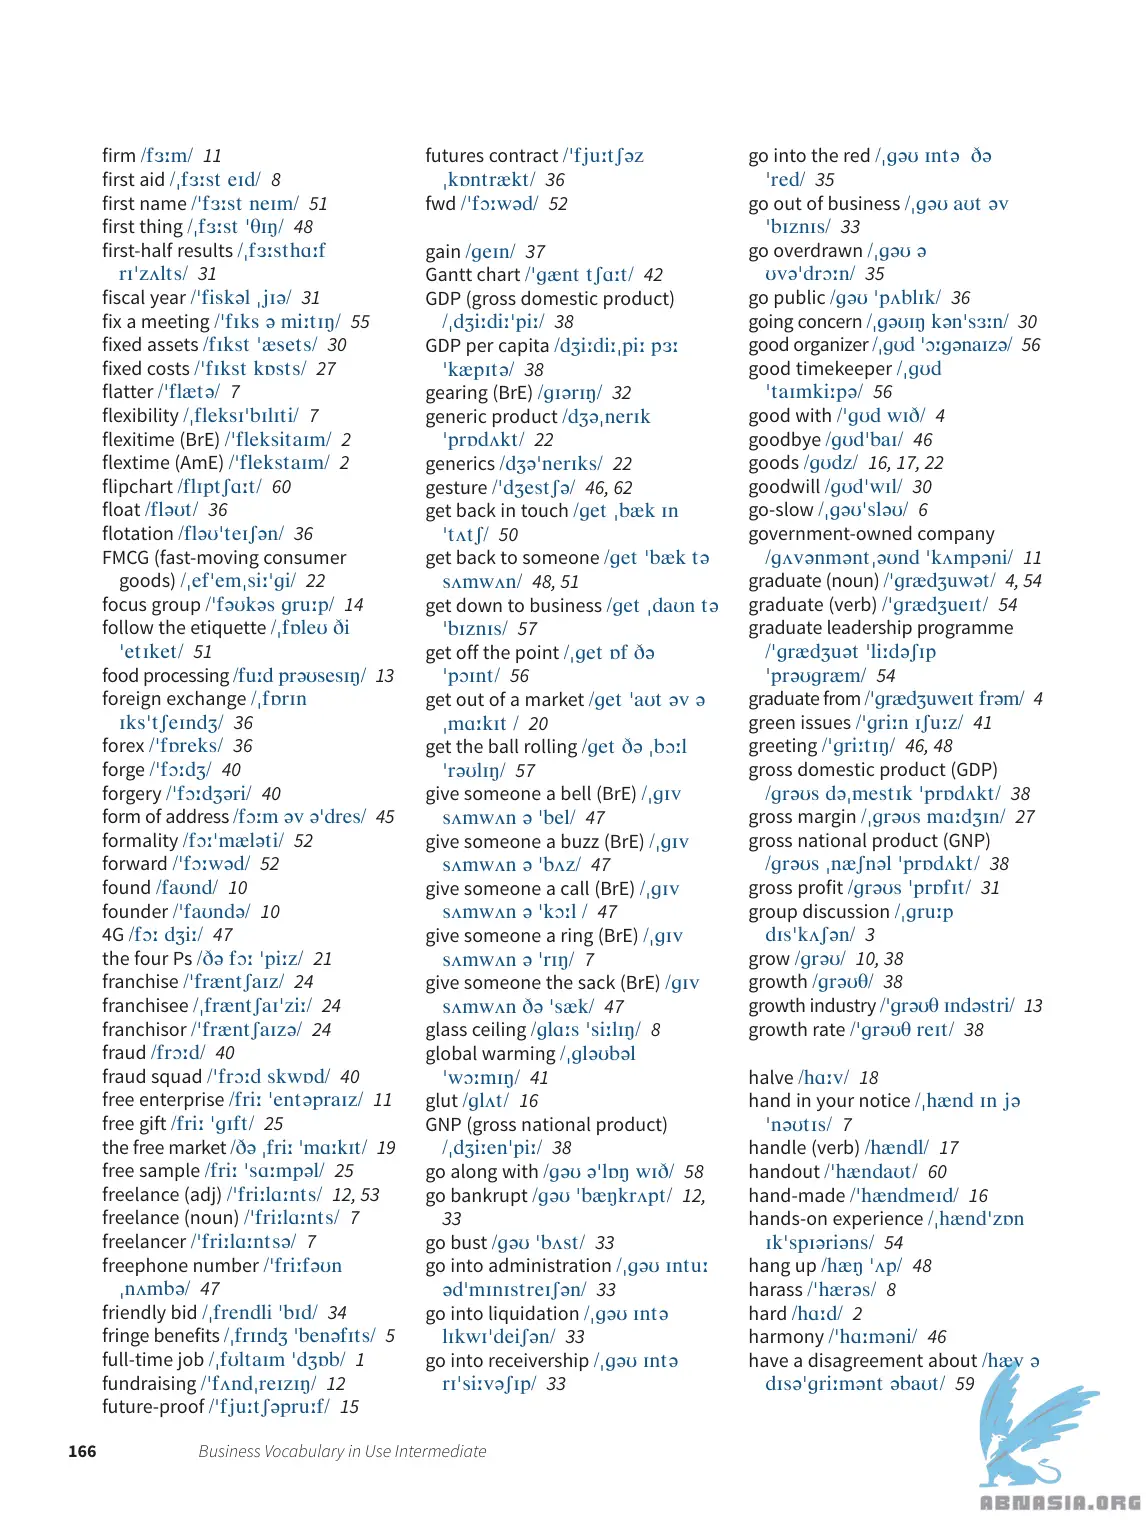 firm /fɜːm/ 11
first aid /ˌfɜːst eɪd/ 8
first name /ˈfɜːst neɪm/ 51
first thing /ˌfɜːst ˈθɪŋ/ 48
first-half results /ˌfɜːsthɑːf
rɪˈzʌlts/ 31
fiscal year /ˈfiskəl ˌjɪə/ 31
fix a meeting /ˈfɪks ə miːtɪŋ/ 55
fixed assets /fɪkst ˈæsets/ 30
fixed costs /ˈfɪkst kɒsts/ 27
flatter /ˈflætə/ 7
flexibility /ˌfleksɪˈbɪlɪti/ 7
flexitime (BrE) /ˈfleksitaɪm/ 2
flextime (AmE) /ˈflekstaɪm/ 2
flipchart /flɪptʃɑːt/ 60
float /fləʊt/ 36
flotation /fləʊˈteɪʃən/ 36
FMCG (fast-moving consumer
goods) /ˌefˈemˌsiːˈgi/ 22
focus group /ˈfəʊkəs gruːp/ 14
follow the etiquette /ˌfɒleʊ ði
ˈetɪket/ 51
food processing /fuːd prəʊsesɪŋ/ 13
foreign exchange /ˌfɒrɪn
ɪksˈtʃeɪndʒ/ 36
forex /ˈfɒreks/ 36
forge /ˈfɔːdʒ/ 40
forgery /ˈfɔːdʒəri/ 40
form of address /fɔːm əv əˈdres/ 45
formality /fɔːˈmæləti/ 52
forward /ˈfɔːwəd/ 52
found /faʊnd/ 10
founder /ˈfaʊndə/ 10
4G /fɔː dʒiː/ 47
the four Ps /ðə fɔː ˈpiːz/ 21
franchise /ˈfræntʃaɪz/ 24
franchisee /ˌfræntʃaɪˈziː/ 24
franchisor /ˈfræntʃaɪzə/ 24
fraud /frɔːd/ 40
fraud squad /ˈfrɔːd skwɒd/ 40
free enterprise /friː ˈentəpraɪz/ 11
free gift /friː ˈgɪft/ 25
the free market /ðə ˌfriː ˈmɑːkɪt/ 19
free sample /friː ˈsɑːmpəl/ 25
freelance (adj) /ˈfriːlɑːnts/ 12, 53
freelance (noun) /ˈfriːlɑːnts/ 7
freelancer /ˈfriːlɑːntsə/ 7
freephone number /ˈfriːfəʊn
ˌnʌmbə/ 47
friendly bid /ˌfrendli ˈbɪd/ 34
fringe benefits /ˌfrɪndʒ ˈbenəfɪts/ 5
full-time job /ˌfʊltaɪm ˈdʒɒb/ 1
fundraising /ˈfʌndˌreɪzɪŋ/ 12
future-proof /ˈfjuːtʃəpruːf/ 15
futures contract /ˈfjuːtʃəz
ˌkɒntrækt/ 36
fwd /ˈfɔːwəd/ 52
gain /geɪn/ 37
Gantt chart /ˈgænt tʃɑːt/ 42
GDP (gross domestic product)
/ˌdʒiːdiːˈpiː/ 38
GDP per capita /dʒiːdiːˌpiː pɜː
ˈkæpɪtə/ 38
gearing (BrE) /gɪərɪŋ/ 32
generic product /dʒəˌnerɪk
ˈprɒdʌkt/ 22
generics /dʒəˈnerɪks/ 22
gesture /ˈdʒestʃə/ 46, 62
get back in touch /get ˌbæk ɪn
ˈtʌtʃ/ 50
get back to someone /get ˈbæk tə
sʌmwʌn/ 48, 51
get down to business /get ˌdaʊn tə
ˈbɪznɪs/ 57
get off the point /ˌget ɒf ðə
ˈpɔɪnt/ 56
get out of a market /get ˈaʊt əv ə
ˌmɑːkɪt / 20
get the ball rolling /get ðə ˌbɔːl
ˈrəʊlɪŋ/ 57
give someone a bell (BrE) /ˌgɪv
sʌmwʌn ə ˈbel/ 47
give someone a buzz (BrE) /ˌgɪv
sʌmwʌn ə ˈbʌz/ 47
give someone a call (BrE) /ˌgɪv
sʌmwʌn ə ˈkɔːl / 47
give someone a ring (BrE) /ˌgɪv
sʌmwʌn ə ˈrɪŋ/ 7
give someone the sack (BrE) /gɪv
sʌmwʌn ðə ˈsæk/ 47
glass ceiling /glɑːs ˈsiːlɪŋ/ 8
global warming /ˌgləʊbəl
ˈwɔːmɪŋ/ 41
glut /glʌt/ 16
GNP (gross national product)
/ˌdʒiːenˈpiː/ 38
go along with /gəʊ əˈlɒŋ wɪð/ 58
go bankrupt /gəʊ ˈbæŋkrʌpt/ 12,
33
go bust /gəʊ ˈbʌst/ 33
go into administration /ˌgəʊ ɪntuː
ədˈmɪnɪstreɪʃən/ 33
go into liquidation /ˌgəʊ ɪntə
lɪkwɪˈdeiʃən/ 33
go into receivership /ˌgəʊ ɪntə
rɪˈsiːvəʃɪp/ 33
go into the red /ˌgəʊ ɪntə ðə
ˈred/ 35
go out of business /ˌgəʊ aʊt əv
ˈbɪznɪs/ 33
go overdrawn /ˌgəʊ ə
ʊvəˈdrɔːn/ 35
go public /gəʊ ˈpʌblɪk/ 36
going concern /ˌgəʊɪŋ kənˈsɜːn/ 30
good organizer /ˌgʊd ˈɔːgənaɪzə/ 56
good timekeeper /ˌgʊd
ˈtaɪmkiːpə/ 56
good with /ˈgʊd wɪð/ 4
goodbye /gʊdˈbaɪ/ 46
goods /gʊdz/ 16, 17, 22
goodwill /gʊdˈwɪl/ 30
go-slow /ˌgəʊˈsləʊ/ 6
government-owned company
/gʌvənməntˌəʊnd ˈkʌmpəni/ 11
graduate (noun) /ˈgrædʒuwət/ 4, 54
graduate (verb) /ˈgrædʒueɪt/ 54
graduate leadership programme
/ˈgrædʒuət ˈliːdəʃɪp
ˈprəʊgræm/ 54
graduate from /ˈgrædʒuweɪt frəm/ 4
green issues /ˈgriːn ɪʃuːz/ 41
greeting /ˈgriːtɪŋ/ 46, 48
gross domestic product (GDP)
/grəʊs dəˌmestɪk ˈprɒdʌkt/ 38
gross margin /ˌgrəʊs mɑːdʒɪn/ 27
gross national product (GNP)
/grəʊs ˌnæʃnəl ˈprɒdʌkt/ 38
gross profit /grəʊs ˈprɒfɪt/ 31
group discussion /ˌgruːp
dɪsˈkʌʃən/ 3
grow /grəʊ/ 10, 38
growth /grəʊθ/ 38
growth industry /ˈgrəʊθ ɪndəstri/ 13
growth rate /ˈgrəʊθ reɪt/ 38
halve /hɑːv/ 18
hand in your notice /ˌhænd ɪn jə
ˈnəʊtɪs/ 7
handle (verb) /hændl/ 17
handout /ˈhændaʊt/ 60
hand-made /ˈhændmeɪd/ 16
hands-on experience /ˌhændˈzɒn
ɪkˈspɪəriəns/ 54
hang up /hæŋ ˈʌp/ 48
harass /ˈhærəs/ 8
hard /hɑːd/ 2
harmony /ˈhɑːməni/ 46
have a disagreement about /hæv ə
dɪsəˈgriːmənt əbaʊt/ 59
166 Business Vocabulary in Use Intermediate
ABNASIA.ORG